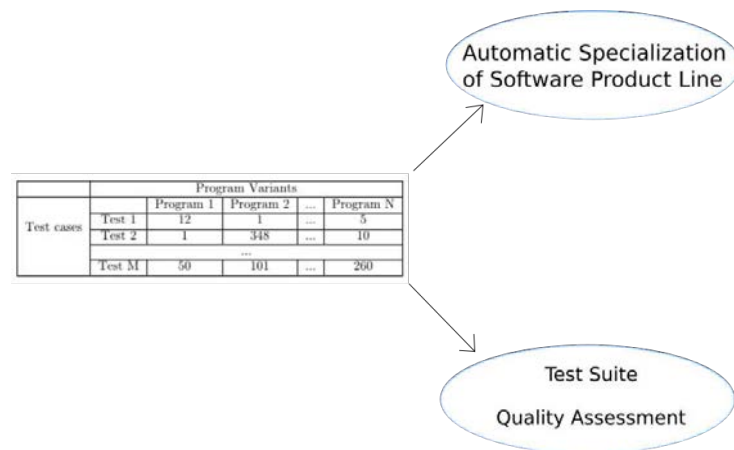 Automatic Specialization
of Software Product Line
Program Variants
Program 1 Program 2 ... Program N
Test cases
Test 1 12 1 ... 5
Test 2 1 348 ... 10
...
Test M 50 101 ... 260
Test Suite
Quality Assessment